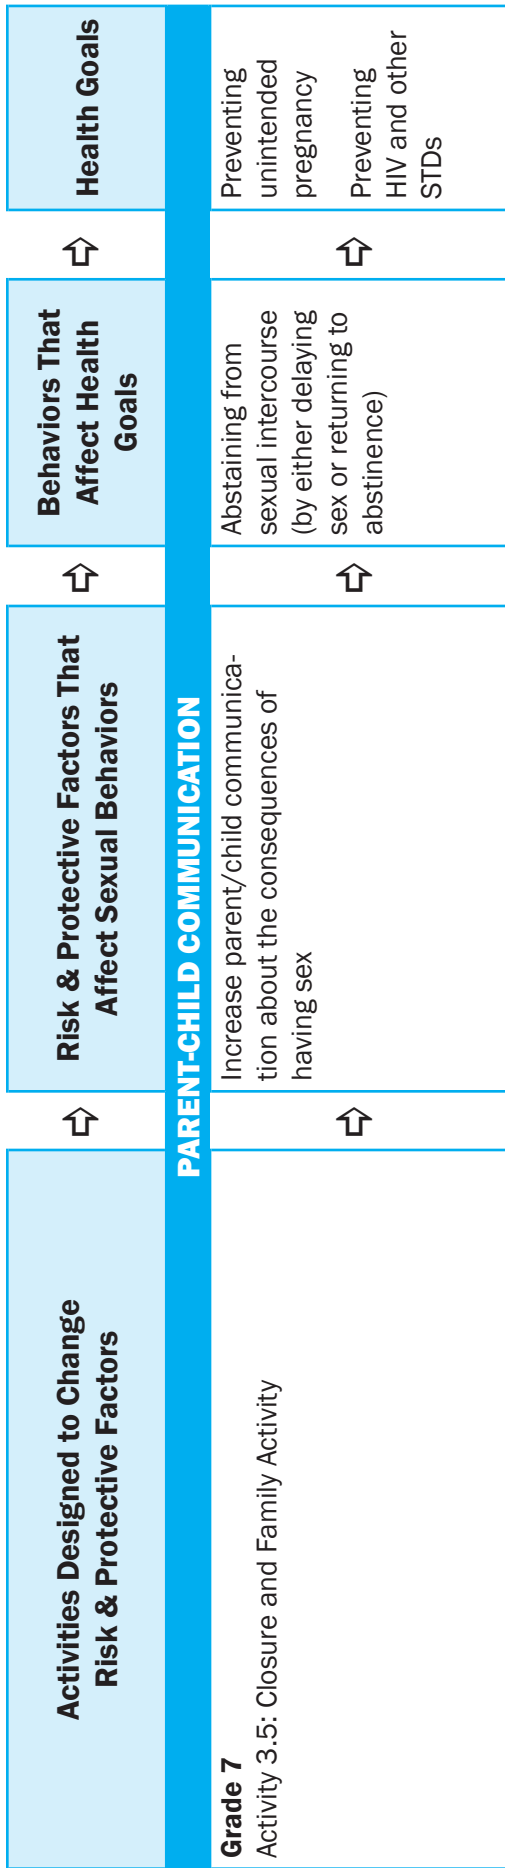 Activities Designed to Change
Risk & Protective Factors
Risk & Protective Factors That
Affect Sexual Behaviors
Behaviors That
Affect Health
Goals
Health Goals
PARENT-CHILD COMMUNICATION
Grade 7
Activity 3.5: Closure and Family Activity
Increase parent/child communica-
tion about the consequences of
having sex
Abstaining from
sexual intercourse
(by either delaying
sex or returning to
abstinence)
Preventing
unintended
pregnancy
Preventing
HIV and other
STDs